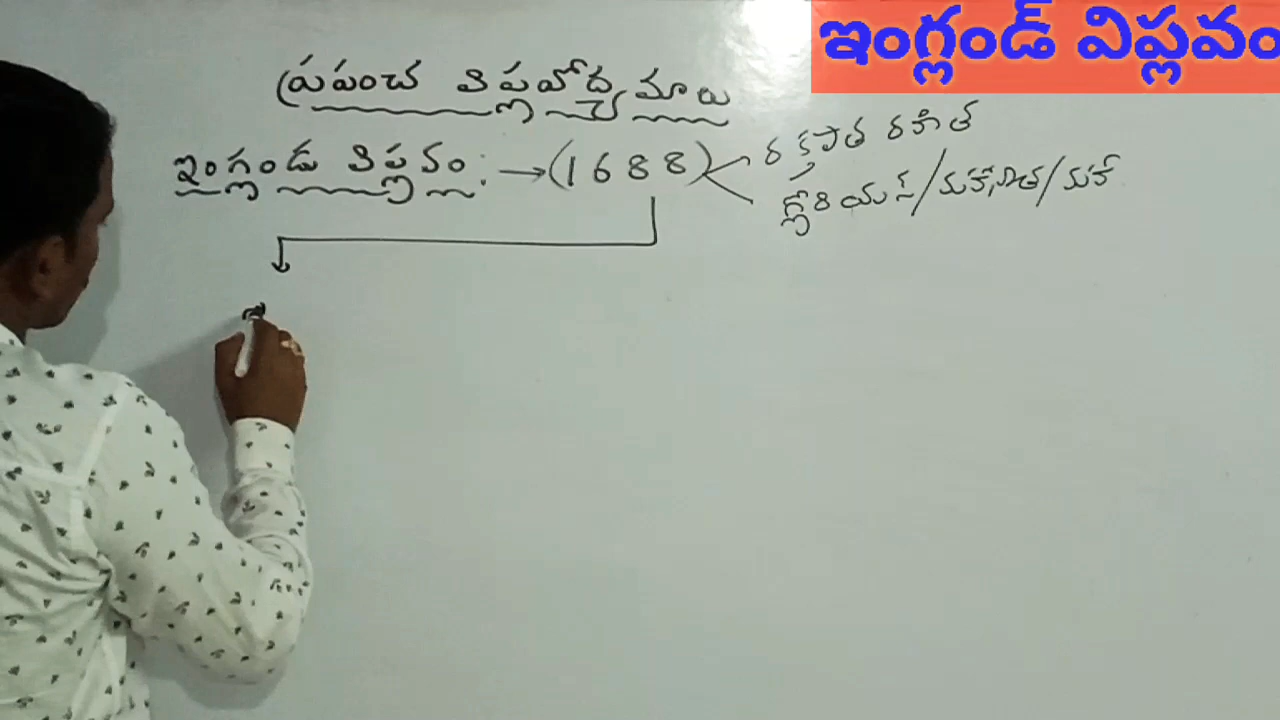 ఇంగ్లండ్ విప్లవం
ప్రపంచ విప్లవోద్యమాలు
ఇంగ్లండు విప్లవం: → (1688)
రక్తపాత రహిత
గ్లోరియస్/మహోన్నత/మహా